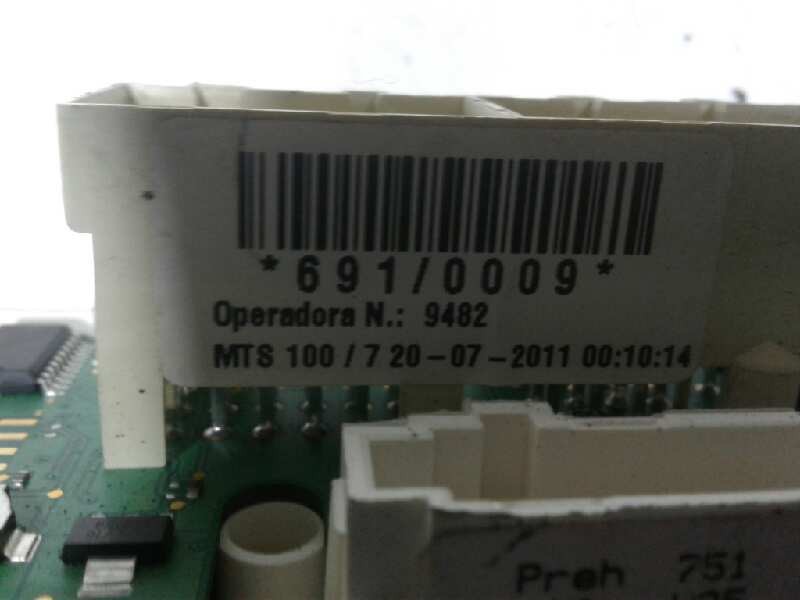 *691/0009*
Operadora N.: 9482
MTS 100 / 7 20-07-2011 00:10:14
Preh 751